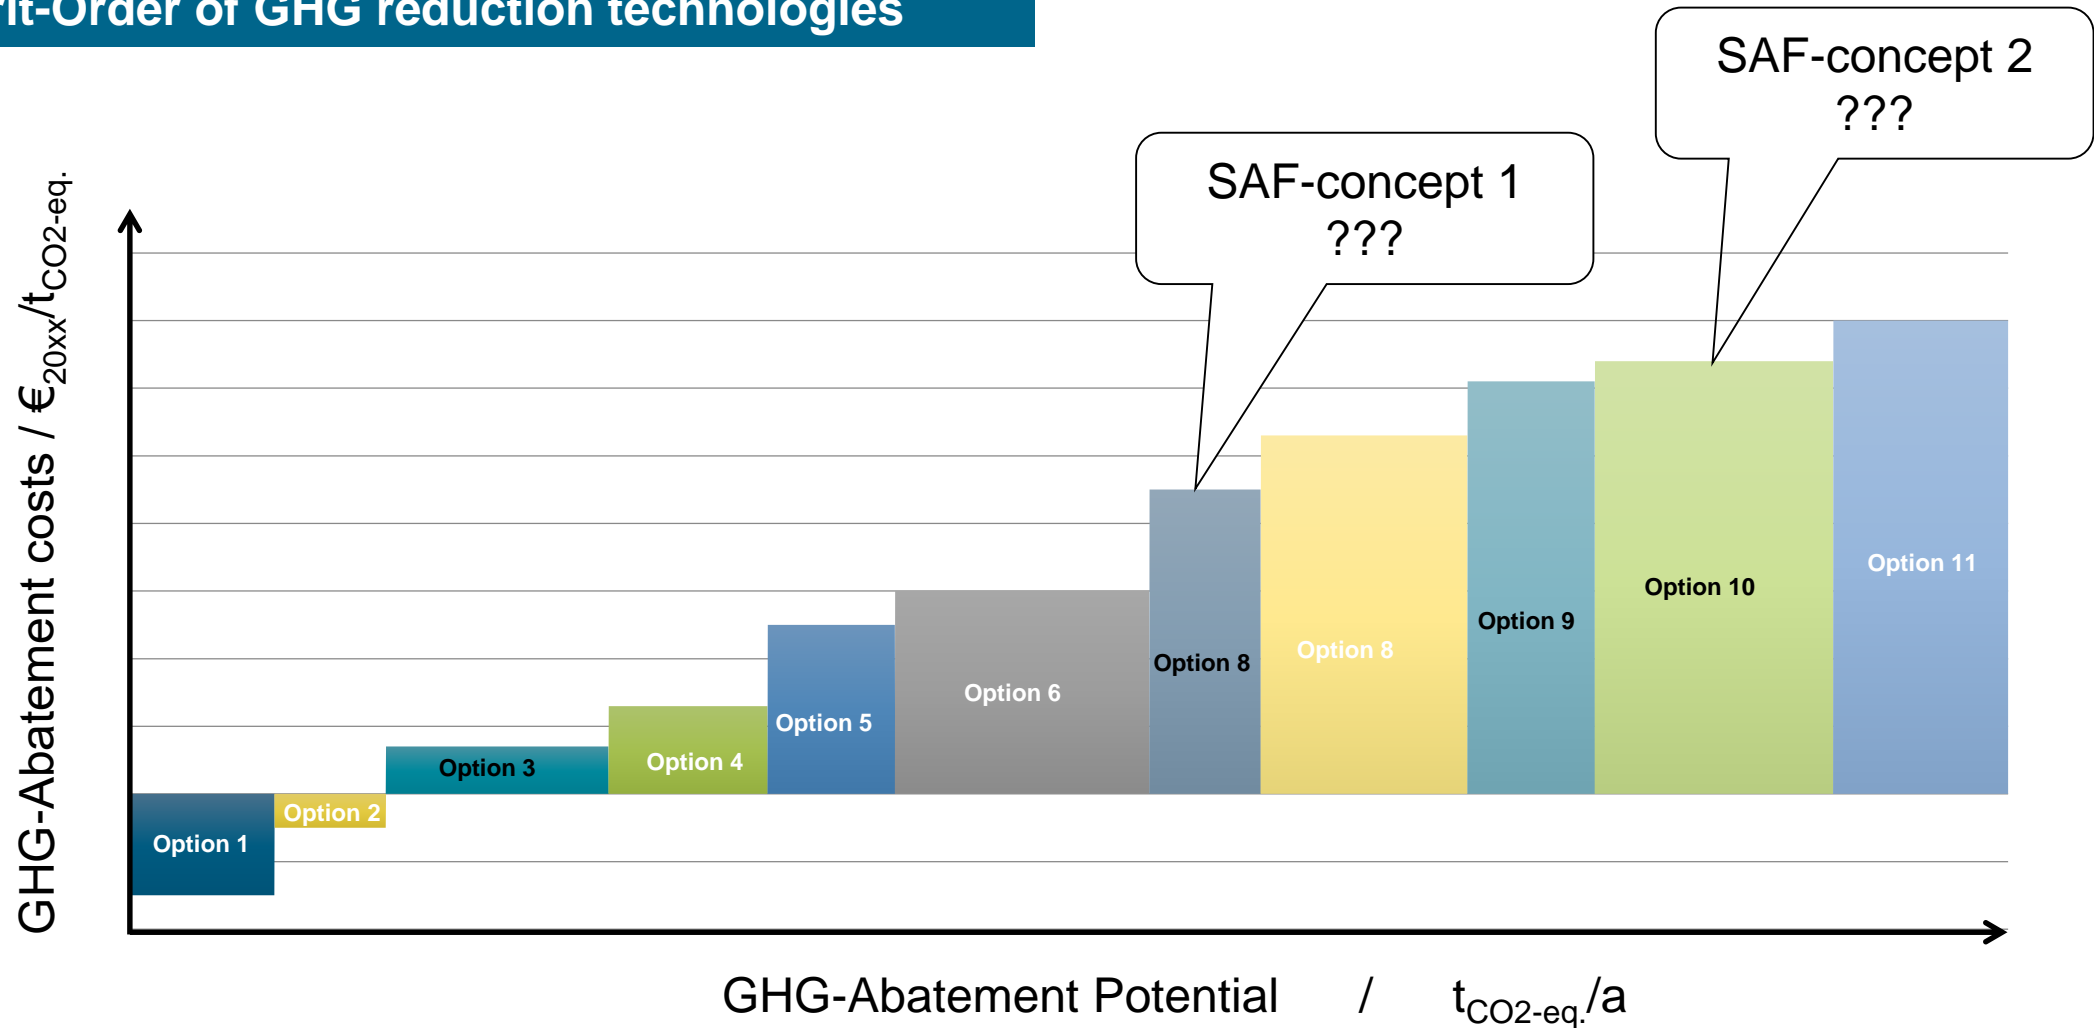 rit-Order of GHG reduction technologies
SAF-concept 2
???
SAF-concept 1
???
GHG-Abatement costs / €20xx/tCO2-eq.
Option 1
Option 2
Option 3
Option 4
Option 5
Option 6
Option 8
Option 8
Option 9
Option 10
Option 11
GHG-Abatement Potential / tCO2-eq./a